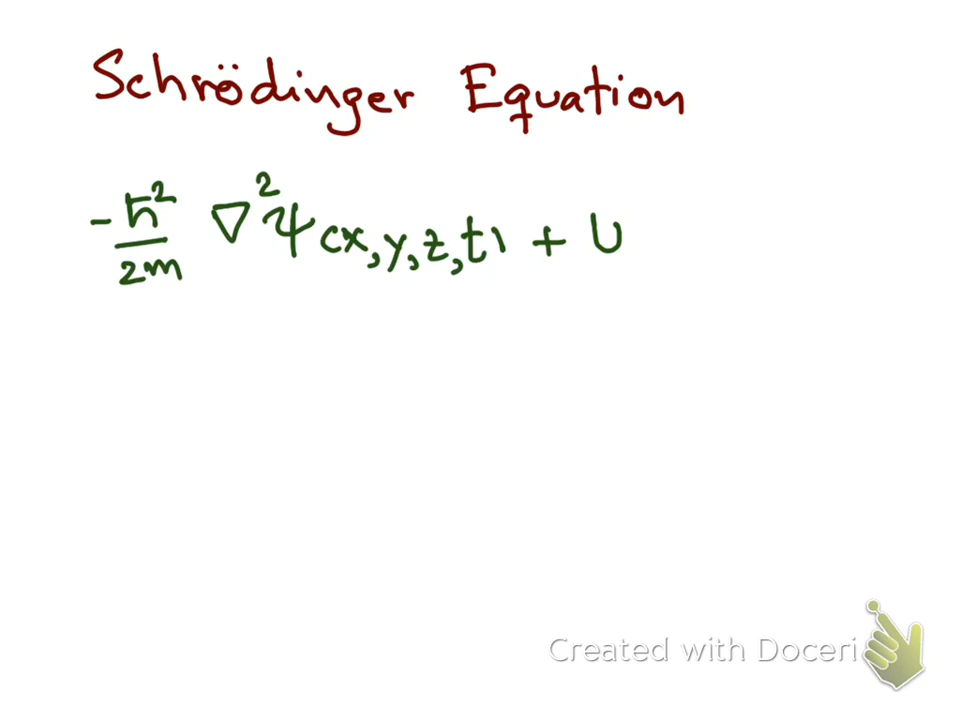 Schrödinger Equation
-ħ²/2m ∇²Ψ(x,y,z,t) + U
Created with Doceri